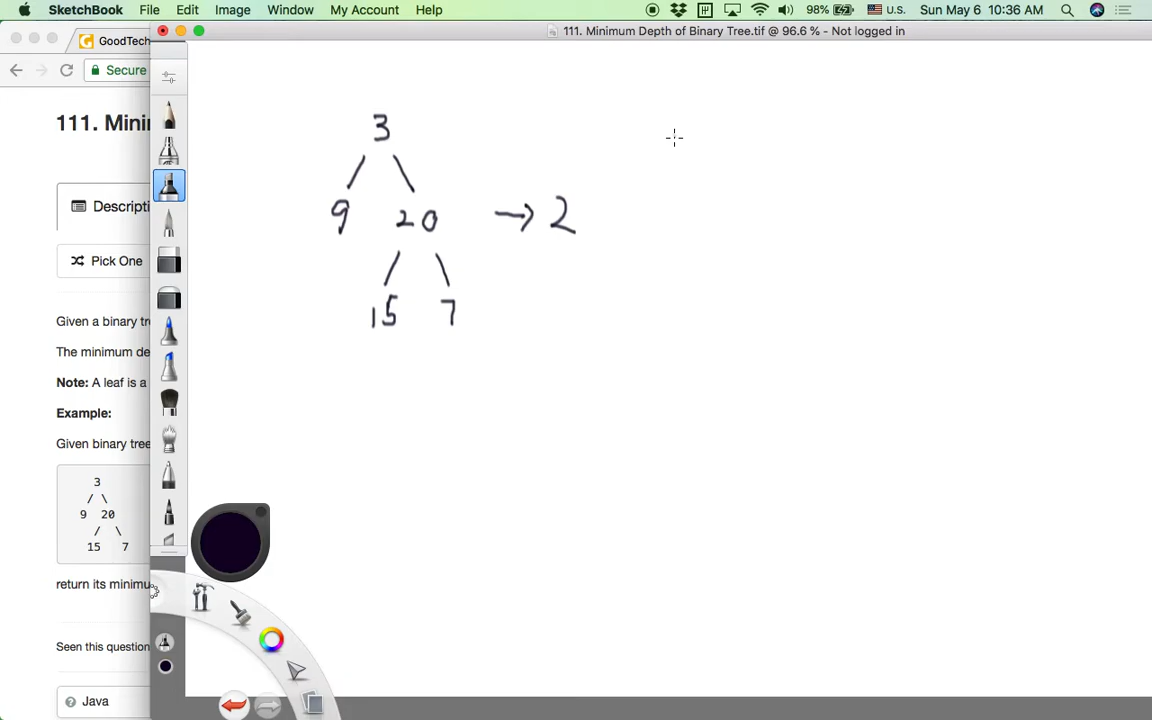 SketchBook File Edit Image Window My Account Help 98% U.S. Sun May 6 10:36 AM
GoodTech
111. Minimum Depth of Binary Tree.tif @ 96.6 % - Not logged in
Secure
111. Mini
3
9 20 → 2
15 7
Descripti
Pick One
Given a binary tre
The minimum de
Note: A leaf is a
Example:
Given binary tree
3
/ \
9 20
/ \
15 7
return its minimu
Seen this question
Java